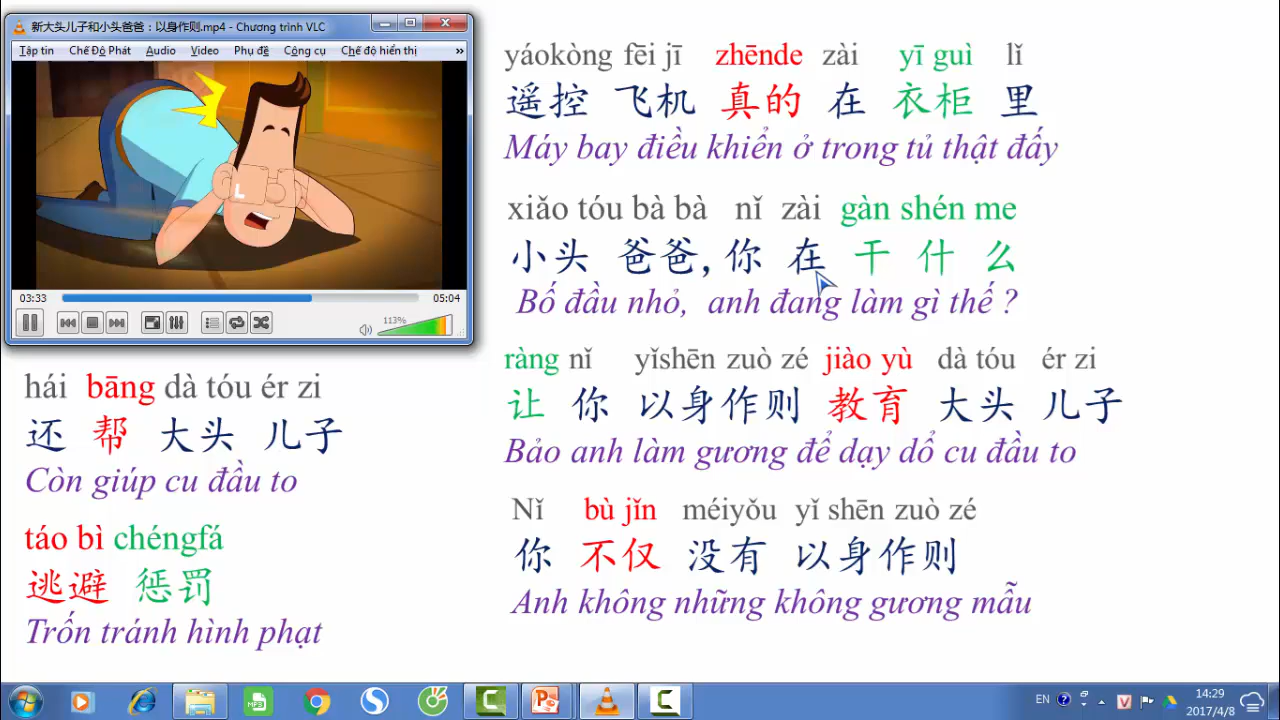 新大头儿子和小头爸爸：以身作则.mp4 - Chương trình VLC
Tập tin Chế Độ Phát Audio Video Phụ đề Công cụ Chế độ hiển thị »
L
03:33 05:04
113%
hái bāng dà tóu ér zi
还 帮 大头 儿子
Còn giúp cu đầu to
táo bì chéngfá
逃避 惩罚
Trốn tránh hình phạt
yáokòng fēi jī zhēnde zài yī guì lǐ
遥控 飞机 真的 在 衣柜 里
Máy bay điều khiển ở trong tủ thật đấy
xiǎo tóu bà bà nǐ zài gàn shén me
小头 爸爸, 你 在 干 什 么
Bố đầu nhỏ, anh đang làm gì thế ?
ràng nǐ yǐshēn zuò zé jiào yù dà tóu ér zi
让 你 以身作则 教育 大头 儿子
Bảo anh làm gương để dạy dổ cu đầu to
Nǐ bù jǐn méiyǒu yǐ shēn zuò zé
你 不仅 没有 以身作则
Anh không những không gương mẫu
MP3
EN
14:29
2017/4/8